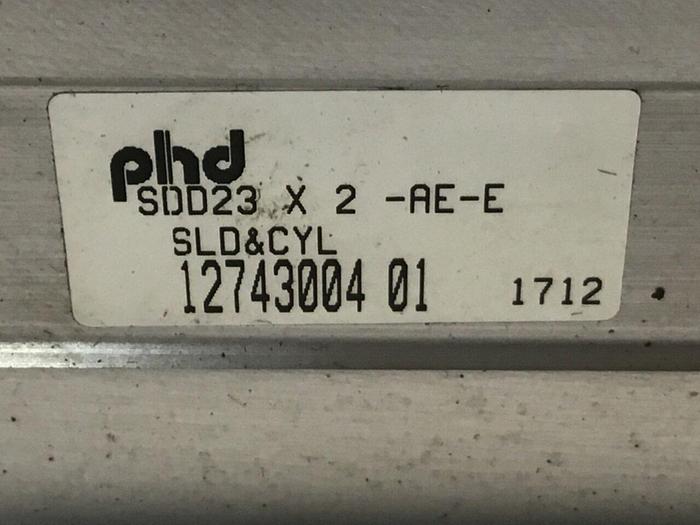 phd
SDD23 X 2 -AE-E
SLD&CYL
12743004 01 1712